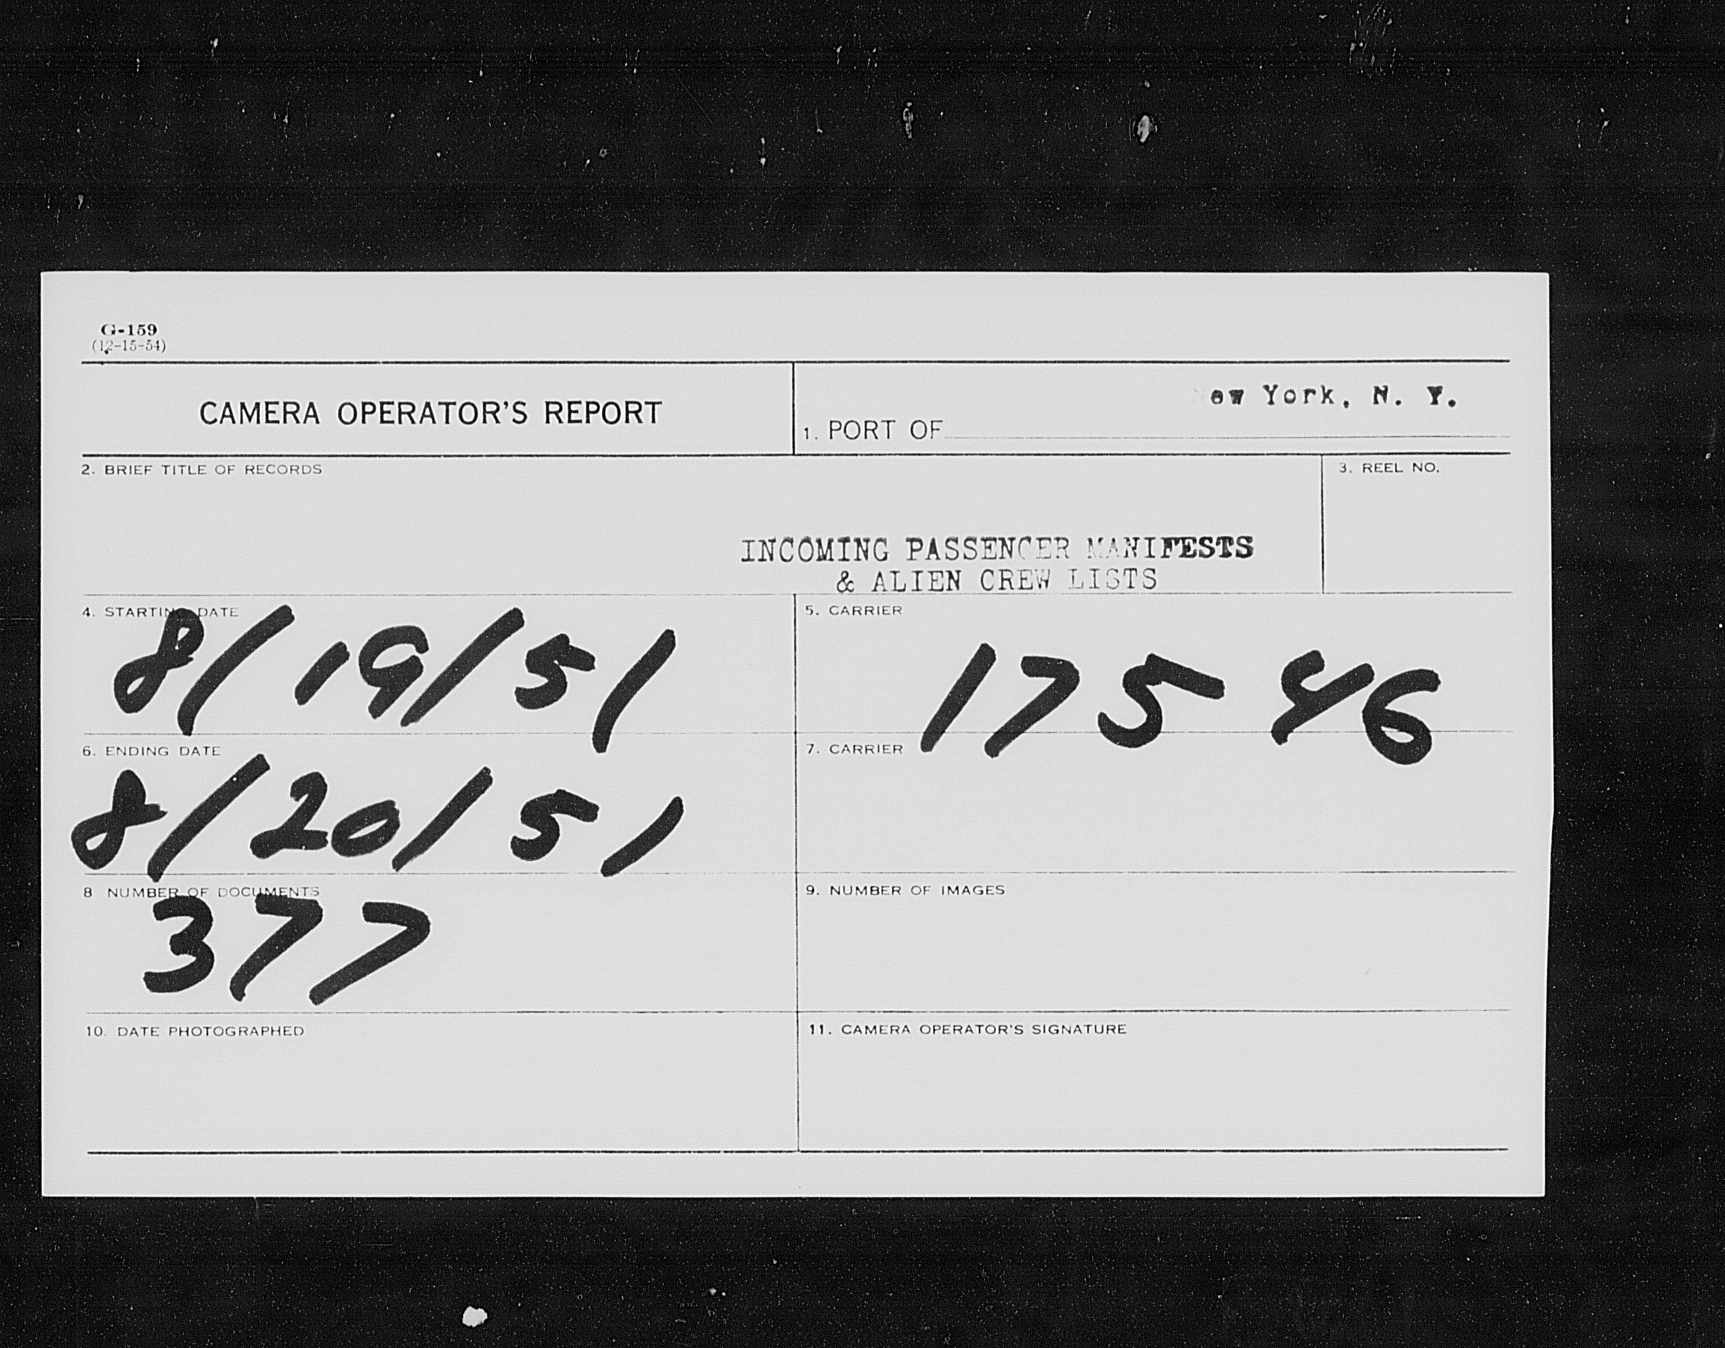 G-159
(12-15-54)
CAMERA OPERATOR'S REPORT
1. PORT OF
ew York, N. Y.
2. BRIEF TITLE OF RECORDS
3. REEL NO.
INCOMING PASSENGER MANIFESTS
& ALIEN CREW LISTS
4. STARTING DATE
8/19/51
5. CARRIER
17546
6. ENDING DATE
8/20/51
7. CARRIER
8 NUMBER OF DOCUMENTS
377
9. NUMBER OF IMAGES
10. DATE PHOTOGRAPHED
11. CAMERA OPERATOR'S SIGNATURE